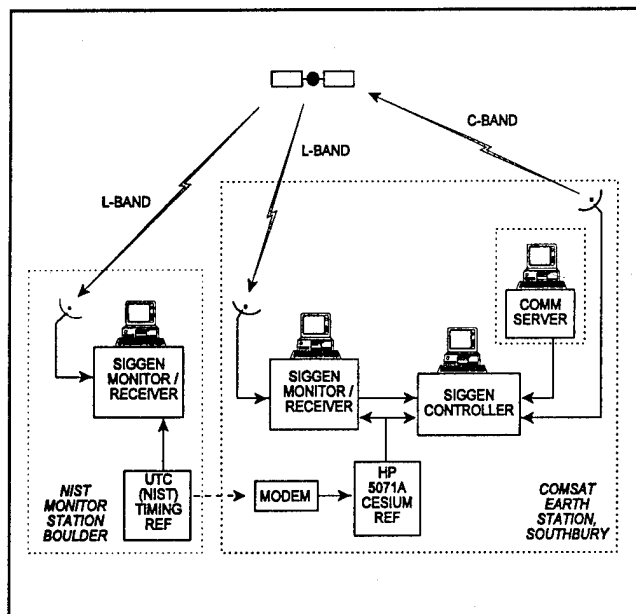 C-BAND
L-BAND
L-BAND
COMM
SERVER
SIGGEN
MONITOR /
RECEIVER
SIGGEN
MONITOR /
RECEIVER
SIGGEN
CONTROLLER
NIST
MONITOR
STATION
BOULDER
UTC
(NIST)
TIMING
REF
MODEM
HP
5071A
CESIUM
REF
COMSAT
EARTH
STATION,
SOUTHBURY